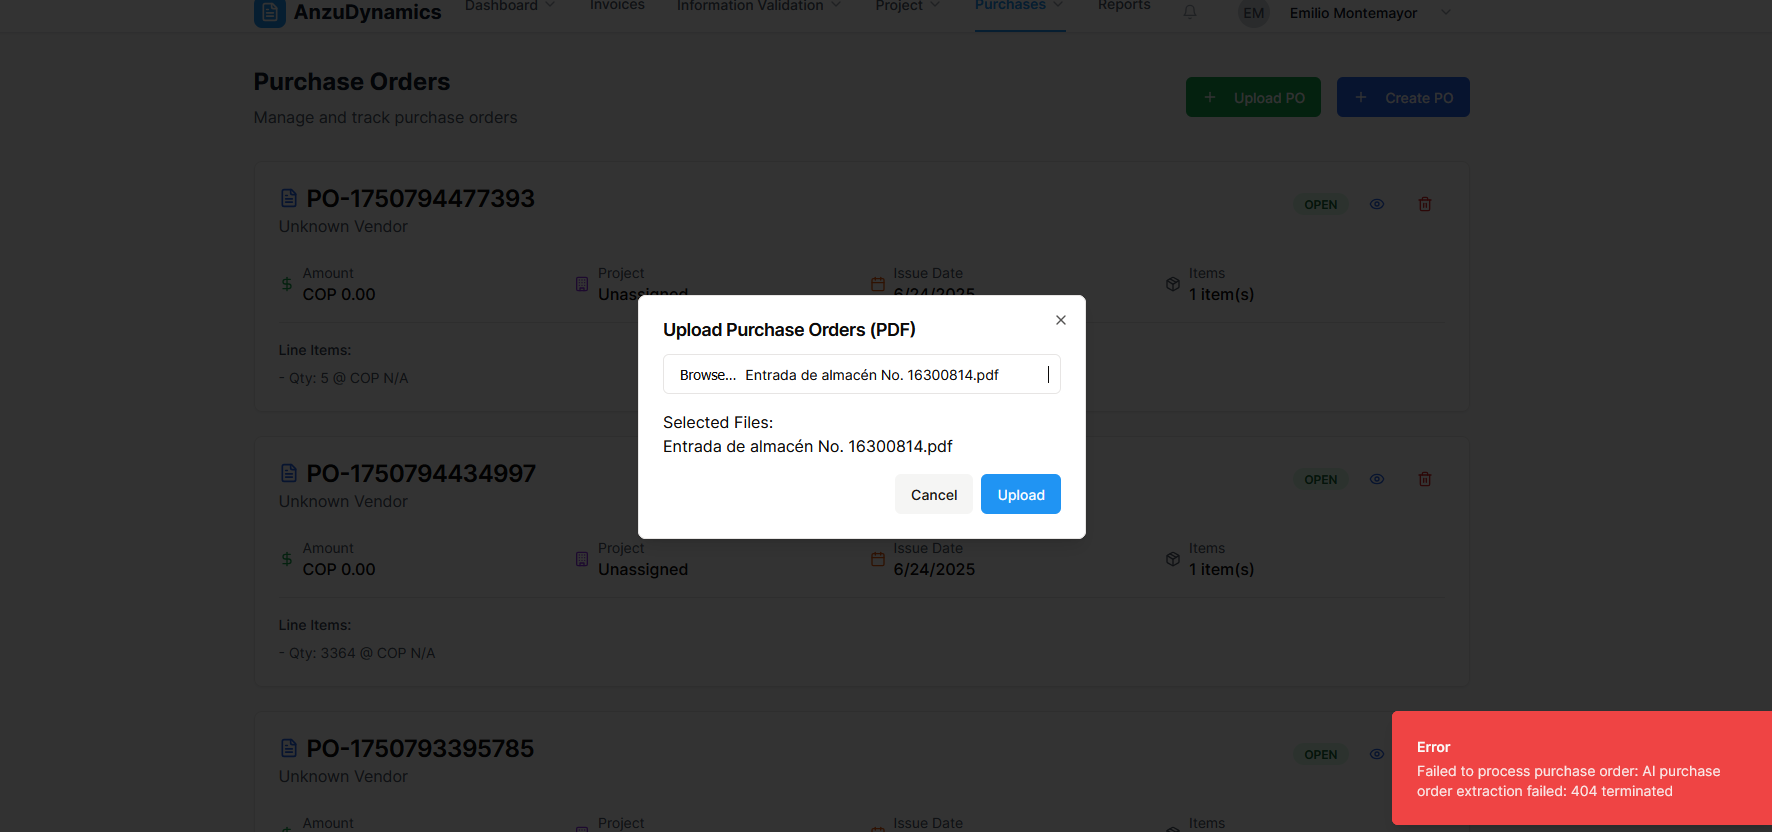 AnzuDynamics
Dashboard
Invoices
Information Validation
Project
Purchases
Reports
EM
Emilio Montemayor
Purchase Orders
Manage and track purchase orders
Upload PO
Create PO
PO-1750794477393
Unknown Vendor
OPEN
Amount
COP 0.00
Project
Unassigned
Issue Date
6/24/2025
Items
1 item(s)
Line Items:
- Qty: 5 @ COP N/A
Upload Purchase Orders (PDF)
Browse... Entrada de almacén No. 16300814.pdf
Selected Files:
Entrada de almacén No. 16300814.pdf
Cancel
Upload
PO-1750794434997
Unknown Vendor
OPEN
Amount
COP 0.00
Project
Unassigned
Issue Date
6/24/2025
Items
1 item(s)
Line Items:
- Qty: 3364 @ COP N/A
PO-1750793395785
Unknown Vendor
OPEN
Amount
Project
Issue Date
Items
Error
Failed to process purchase order: AI purchase
order extraction failed: 404 terminated